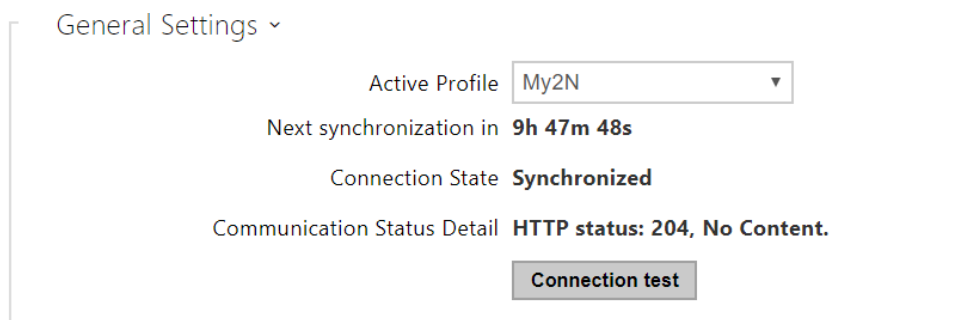 General Settings
Active Profile My2N
Next synchronization in 9h 47m 48s
Connection State Synchronized
Communication Status Detail HTTP status: 204, No Content.
Connection test